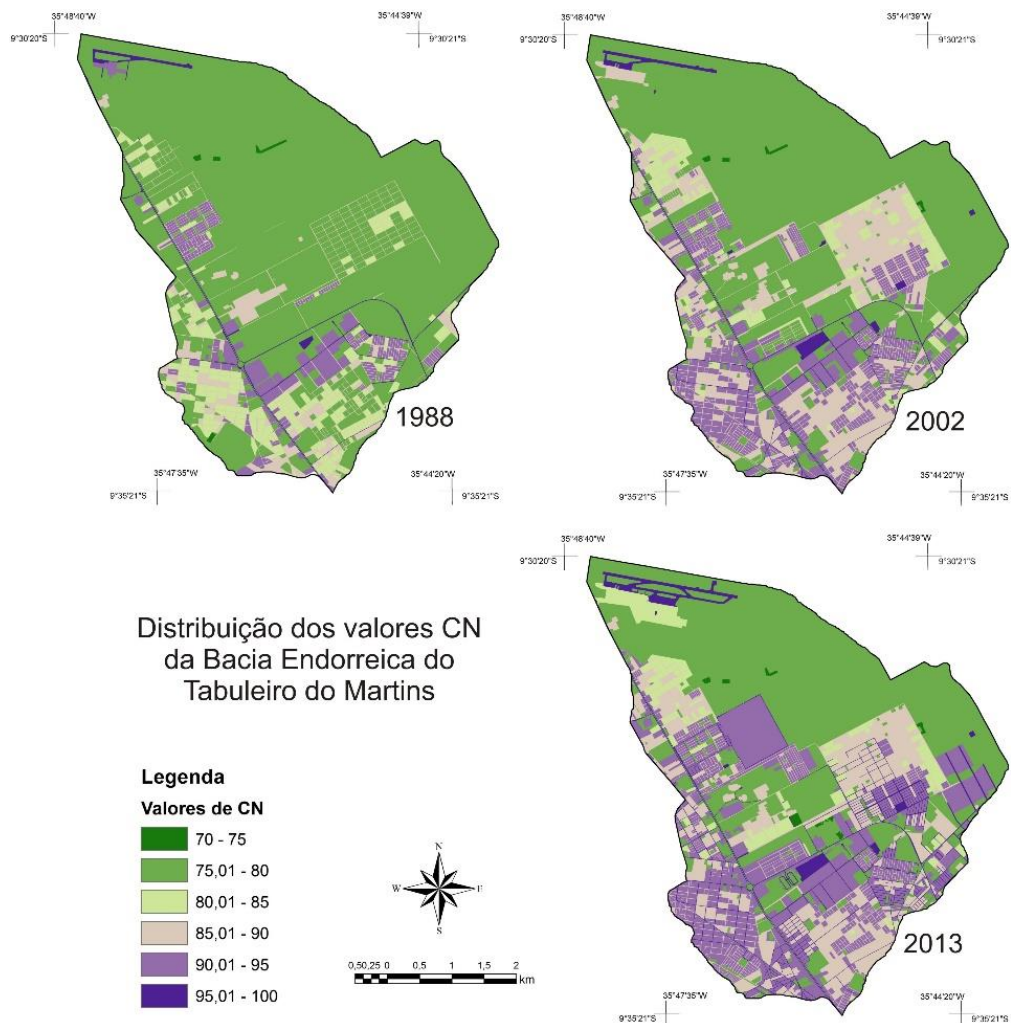 35°48'40"W 35°44'39"W
9°30'20"S 9°30'21"S
1988
35°47'35"W 35°44'20"W
9°35'21"S 9°35'21"S
35°48'40"W 35°44'39"W
9°30'20"S 9°30'21"S
2002
35°47'35"W 35°44'20"W
9°35'21"S 9°35'21"S
35°48'40"W 35°44'39"W
9°30'20"S 9°30'21"S
2013
35°47'35"W 35°44'20"W
9°35'21"S 9°35'21"S
Distribuição dos valores CN
da Bacia Endorreica do
Tabuleiro do Martins
Legenda
Valores de CN
70 - 75
75,01 - 80
80,01 - 85
85,01 - 90
90,01 - 95
95,01 - 100
N
W E
S
0,50,25 0 0,5 1 1,5 2
km